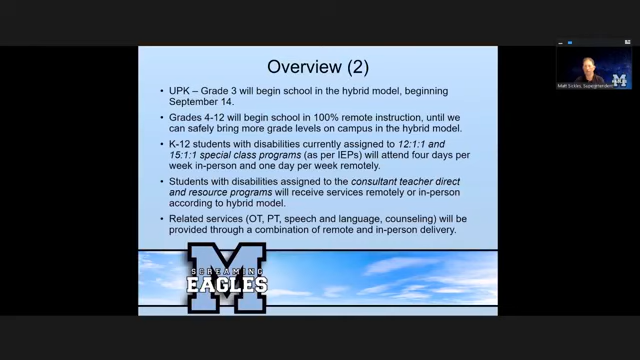 Overview (2)
• UPK – Grade 3 will begin school in the hybrid model, beginning
September 14.
• Grades 4-12 will begin school in 100% remote instruction, until we
can safely bring more grade levels on campus in the hybrid model.
• K-12 students with disabilities currently assigned to 12:1:1 and
15:1:1 special class programs (as per IEPs) will attend four days per
week in-person and one day per week remotely.
• Students with disabilities assigned to the consultant teacher direct
and resource programs will receive services remotely or in-person
according to hybrid model.
• Related services (OT, PT, speech and language, counseling) will be
provided through a combination of remote and in-person delivery.
SCREAMING
EAGLES
M